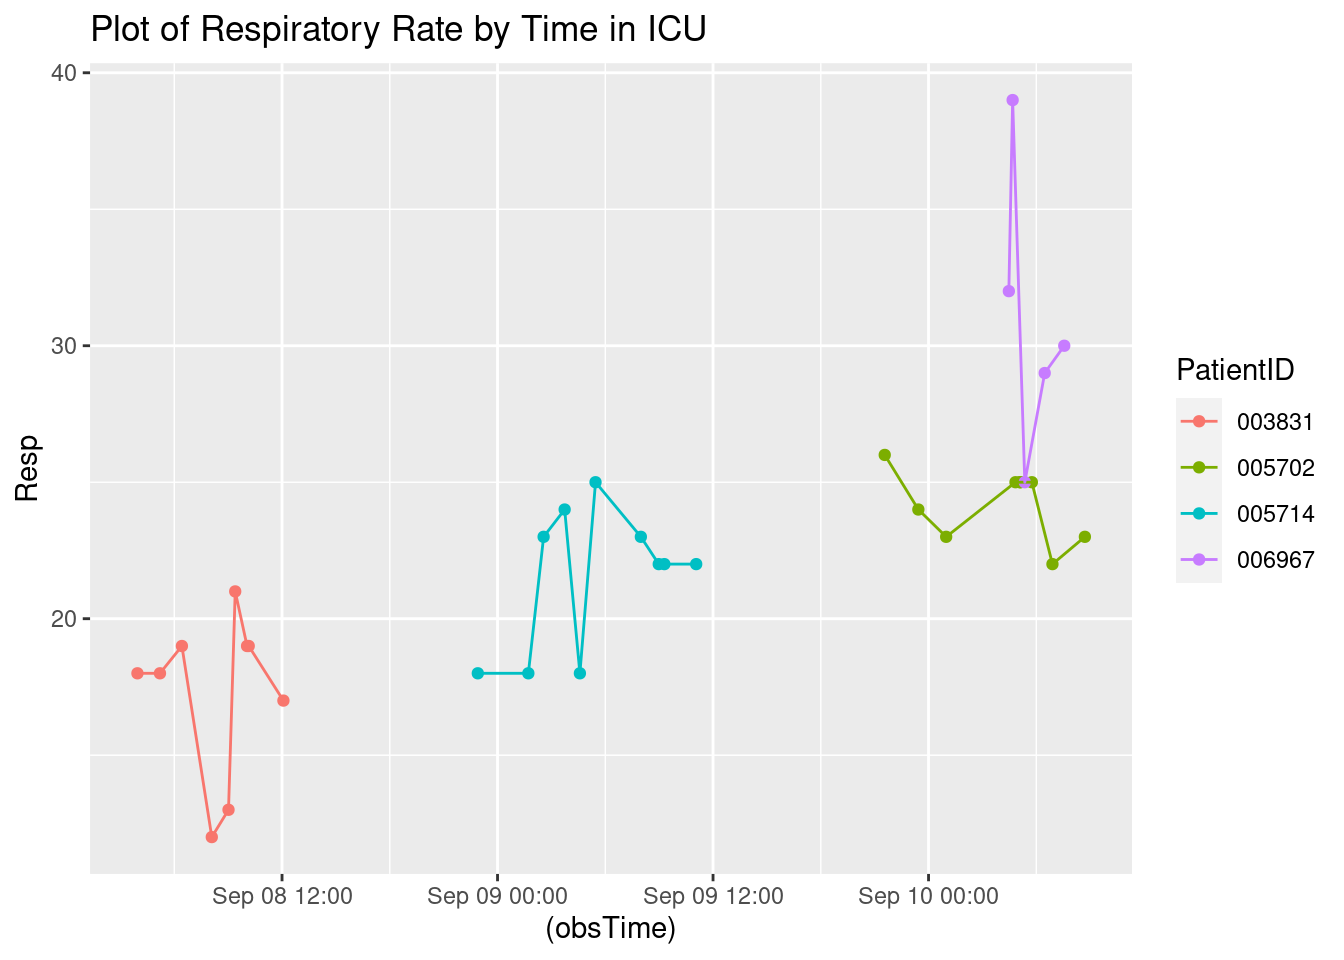 Plot of Respiratory Rate by Time in ICU
40
30
20
Resp
Sep 08 12:00
Sep 09 00:00
Sep 09 12:00
Sep 10 00:00
(obsTime)
PatientID
003831
005702
005714
006967